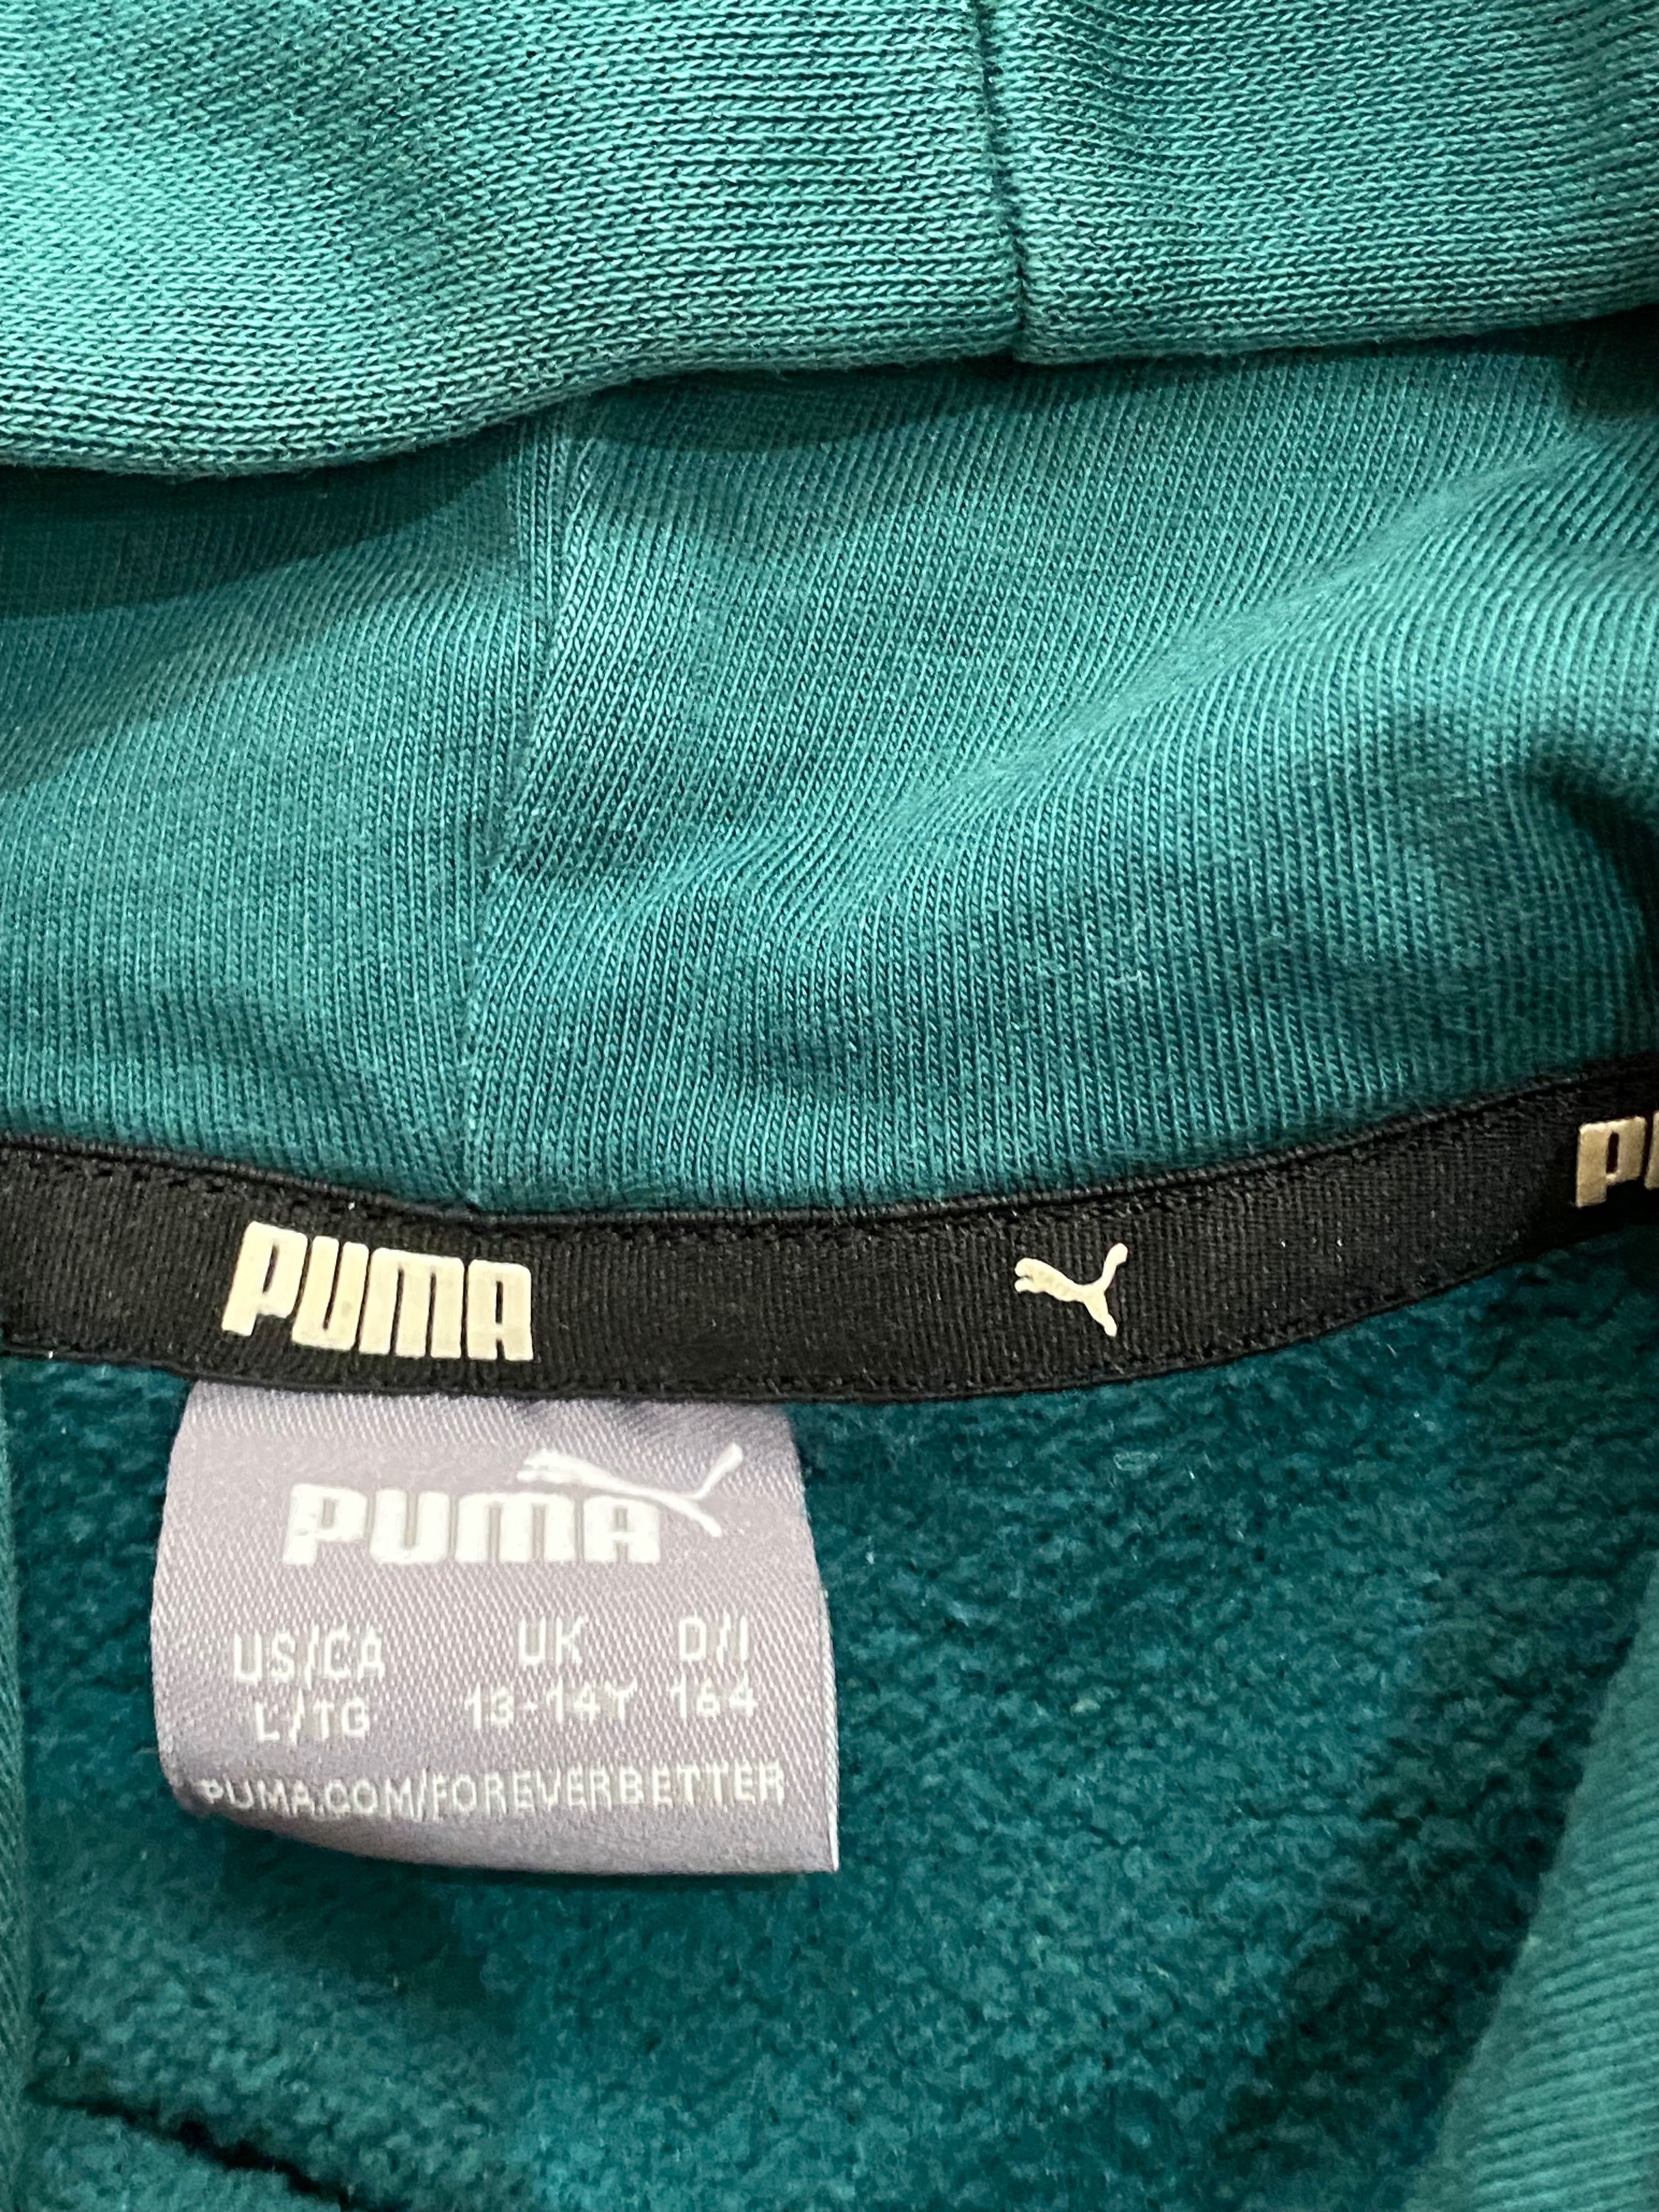 PUMA
PUMA
US/CA UK D/I
L/TG 13-14Y 164
PUMA.COM/FOREVERBETTER